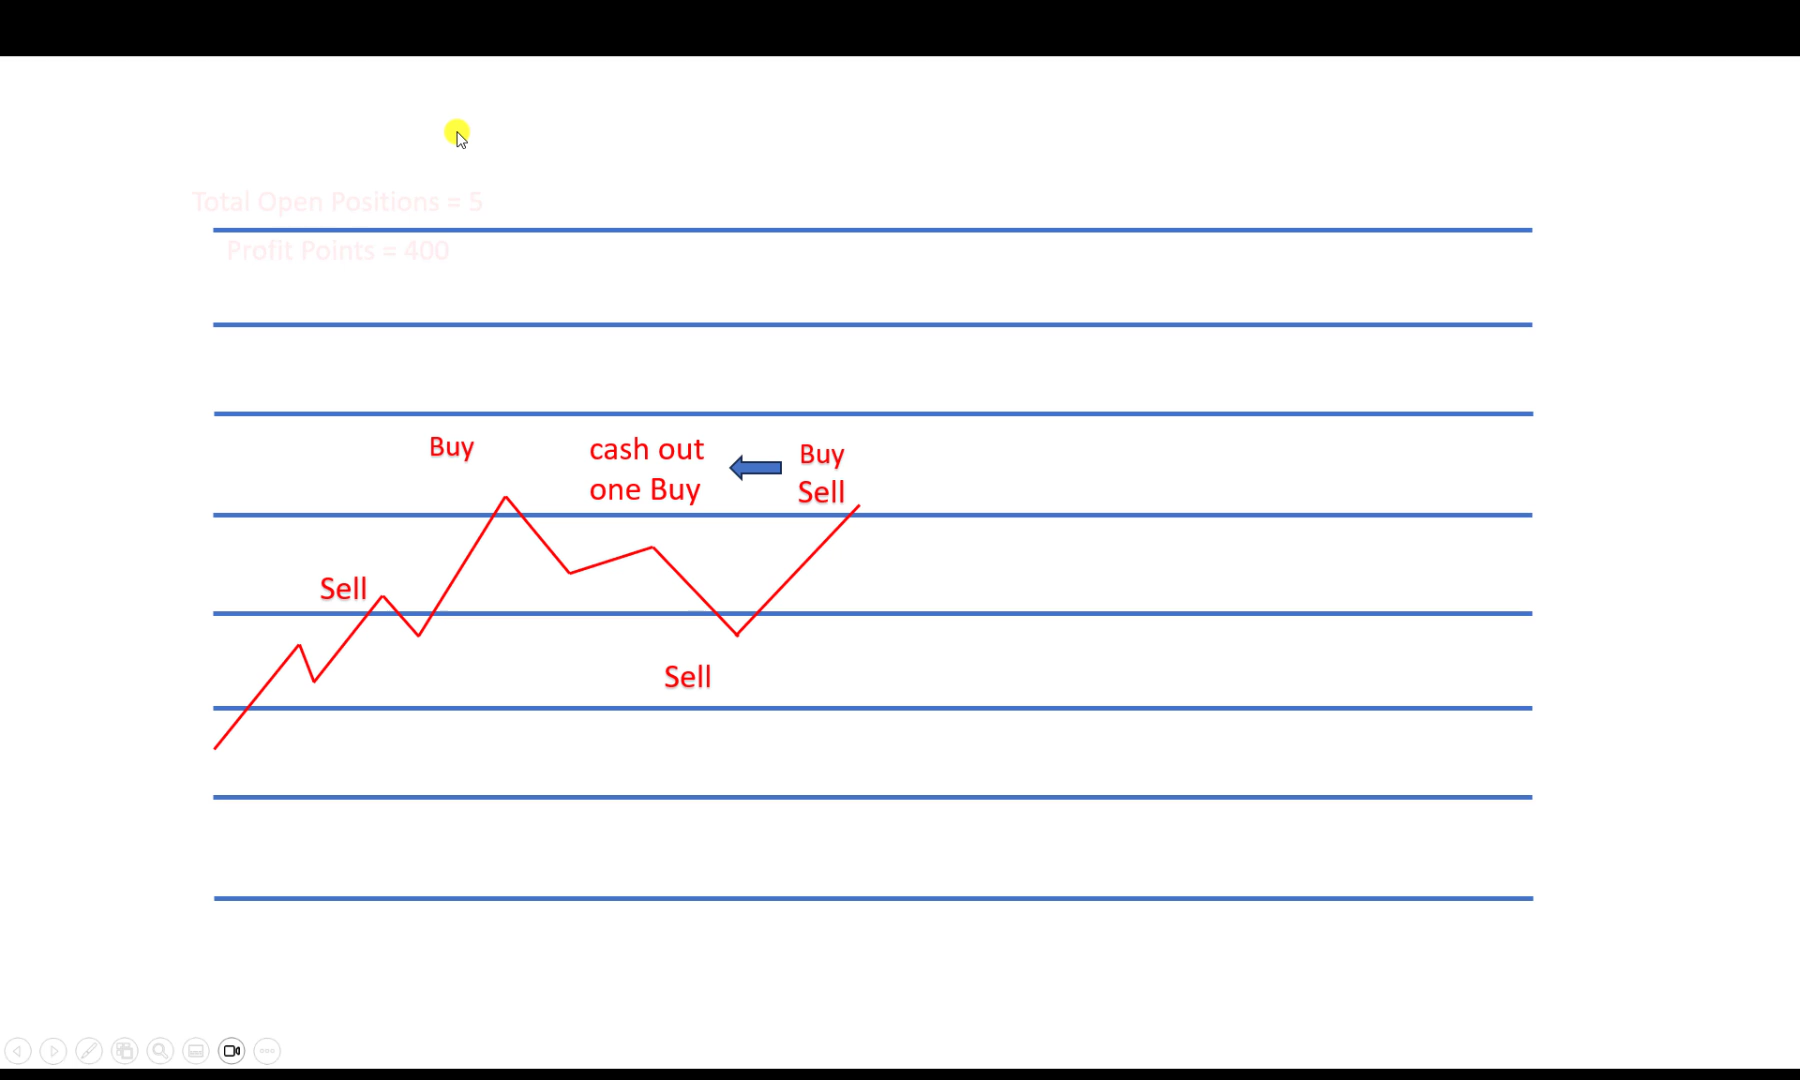 Total Open Positions = 5
Profit Points = 400
Buy
cash out
one Buy
Buy
Sell
Sell
Sell